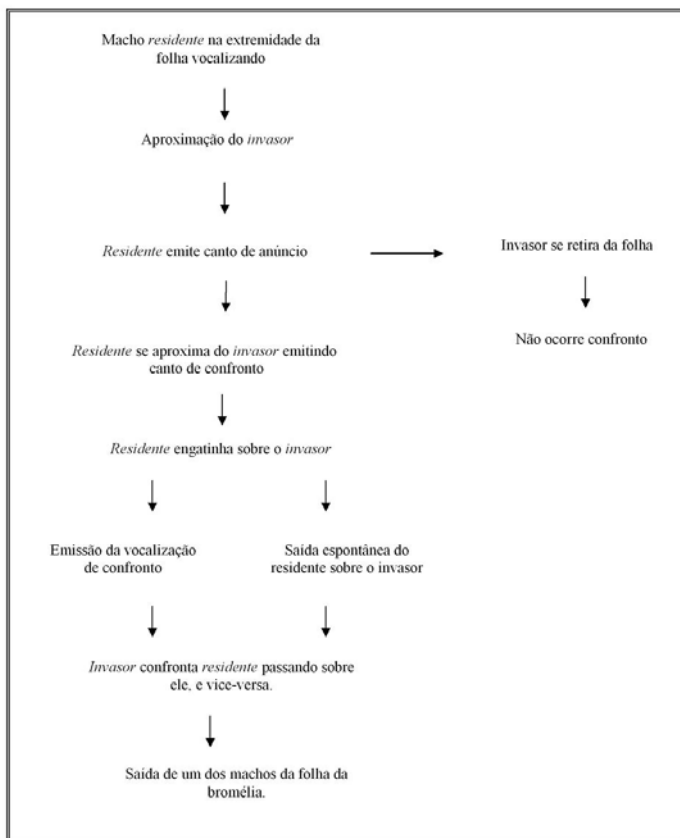 Macho residente na extremidade da
folha vocalizando
Aproximação do invasor
Residente emite canto de anúncio
Invasor se retira da folha
Não ocorre confronto
Residente se aproxima do invasor emitindo
canto de confronto
Residente engatinha sobre o invasor
Emissão da vocalização
de confronto
Saída espontânea do
residente sobre o invasor
Invasor confronta residente passando sobre
ele, e vice-versa.
Saída de um dos machos da folha da
bromélia.